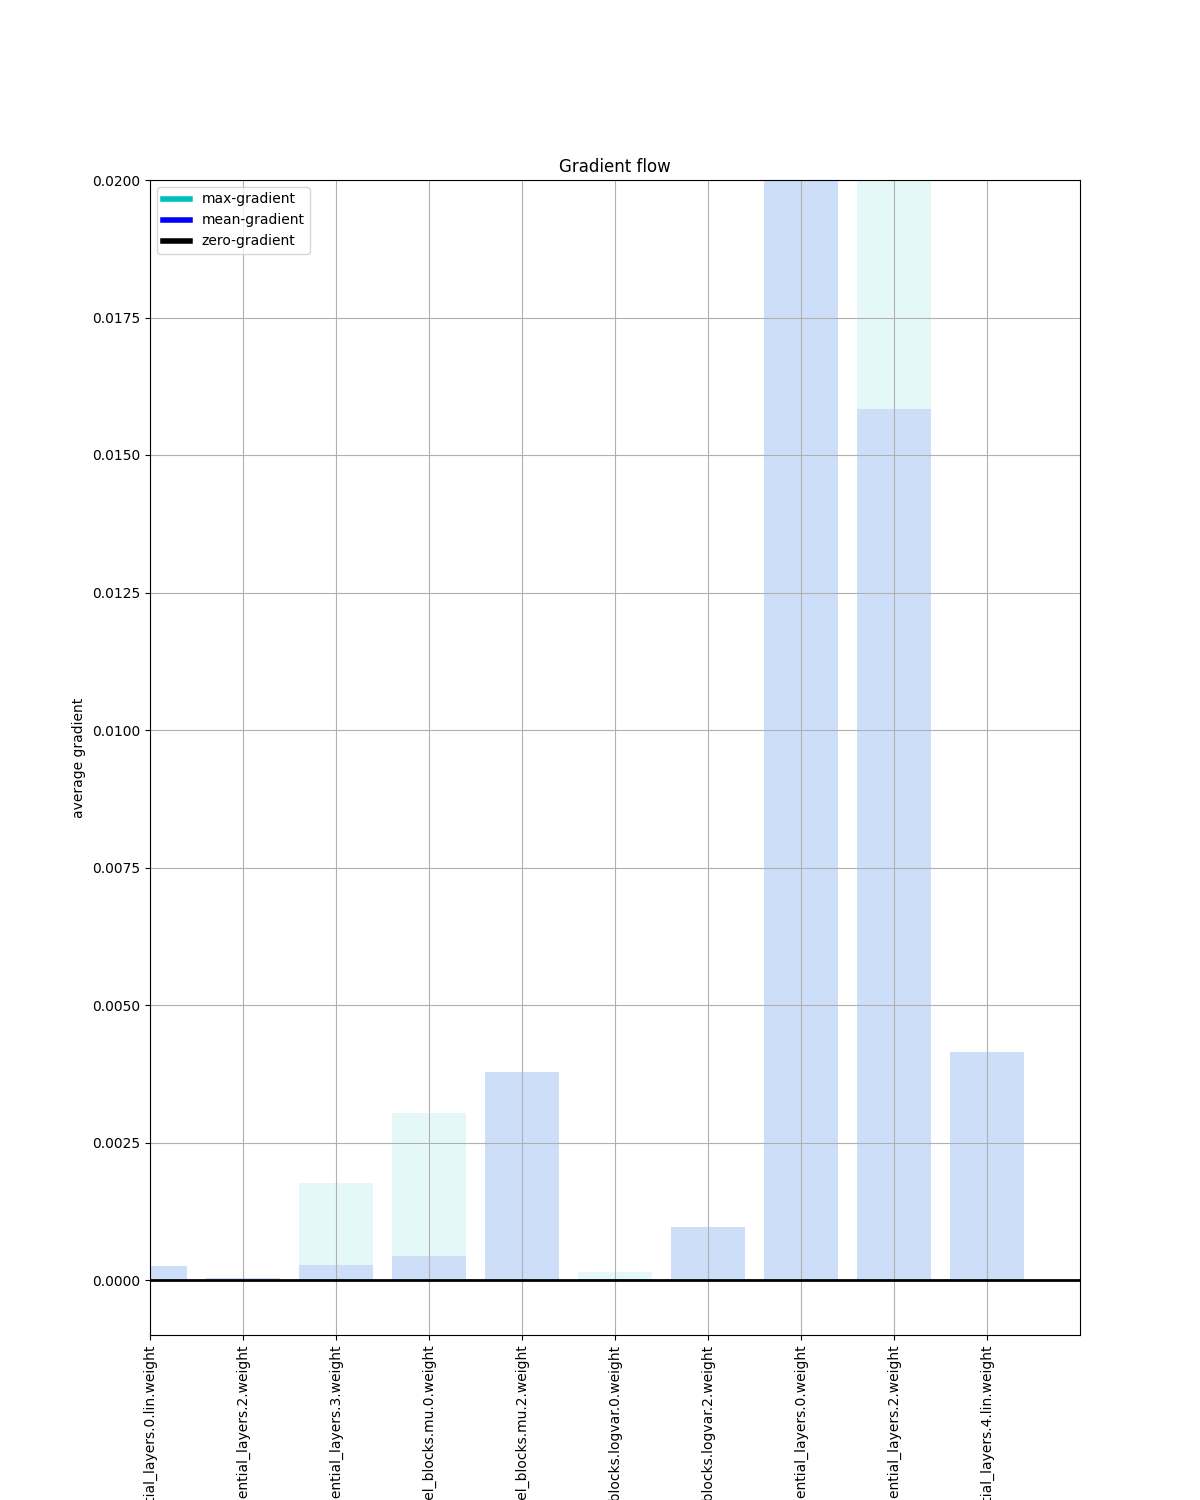 Gradient flow
max-gradient
mean-gradient
zero-gradient
0.0200
0.0175
0.0150
0.0125
0.0100
0.0075
0.0050
0.0025
0.0000
average gradient
tial_layers.0.lin.weight
ential_layers.2.weight
ential_layers.3.weight
el_blocks.mu.0.weight
el_blocks.mu.2.weight
blocks.logvar.0.weight
blocks.logvar.2.weight
ential_layers.0.weight
ential_layers.2.weight
tial_layers.4.lin.weight